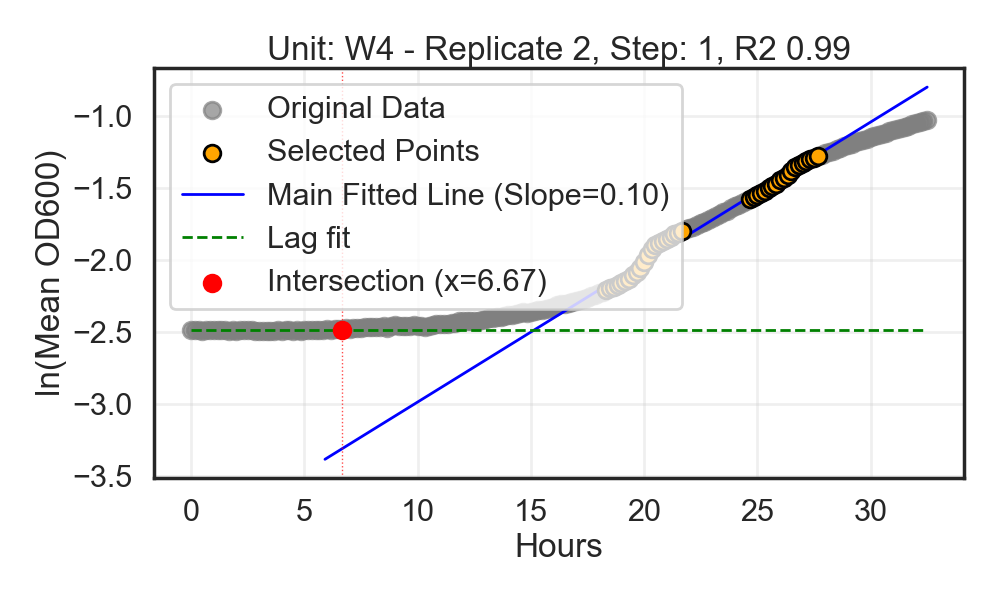 Unit: W4 - Replicate 2, Step: 1, R2 0.99
Original Data
Selected Points
Main Fitted Line (Slope=0.10)
Lag fit
Intersection (x=6.67)
ln(Mean OD600)
−1.0
−1.5
−2.0
−2.5
−3.0
−3.5
0 5 10 15 20 25 30
Hours